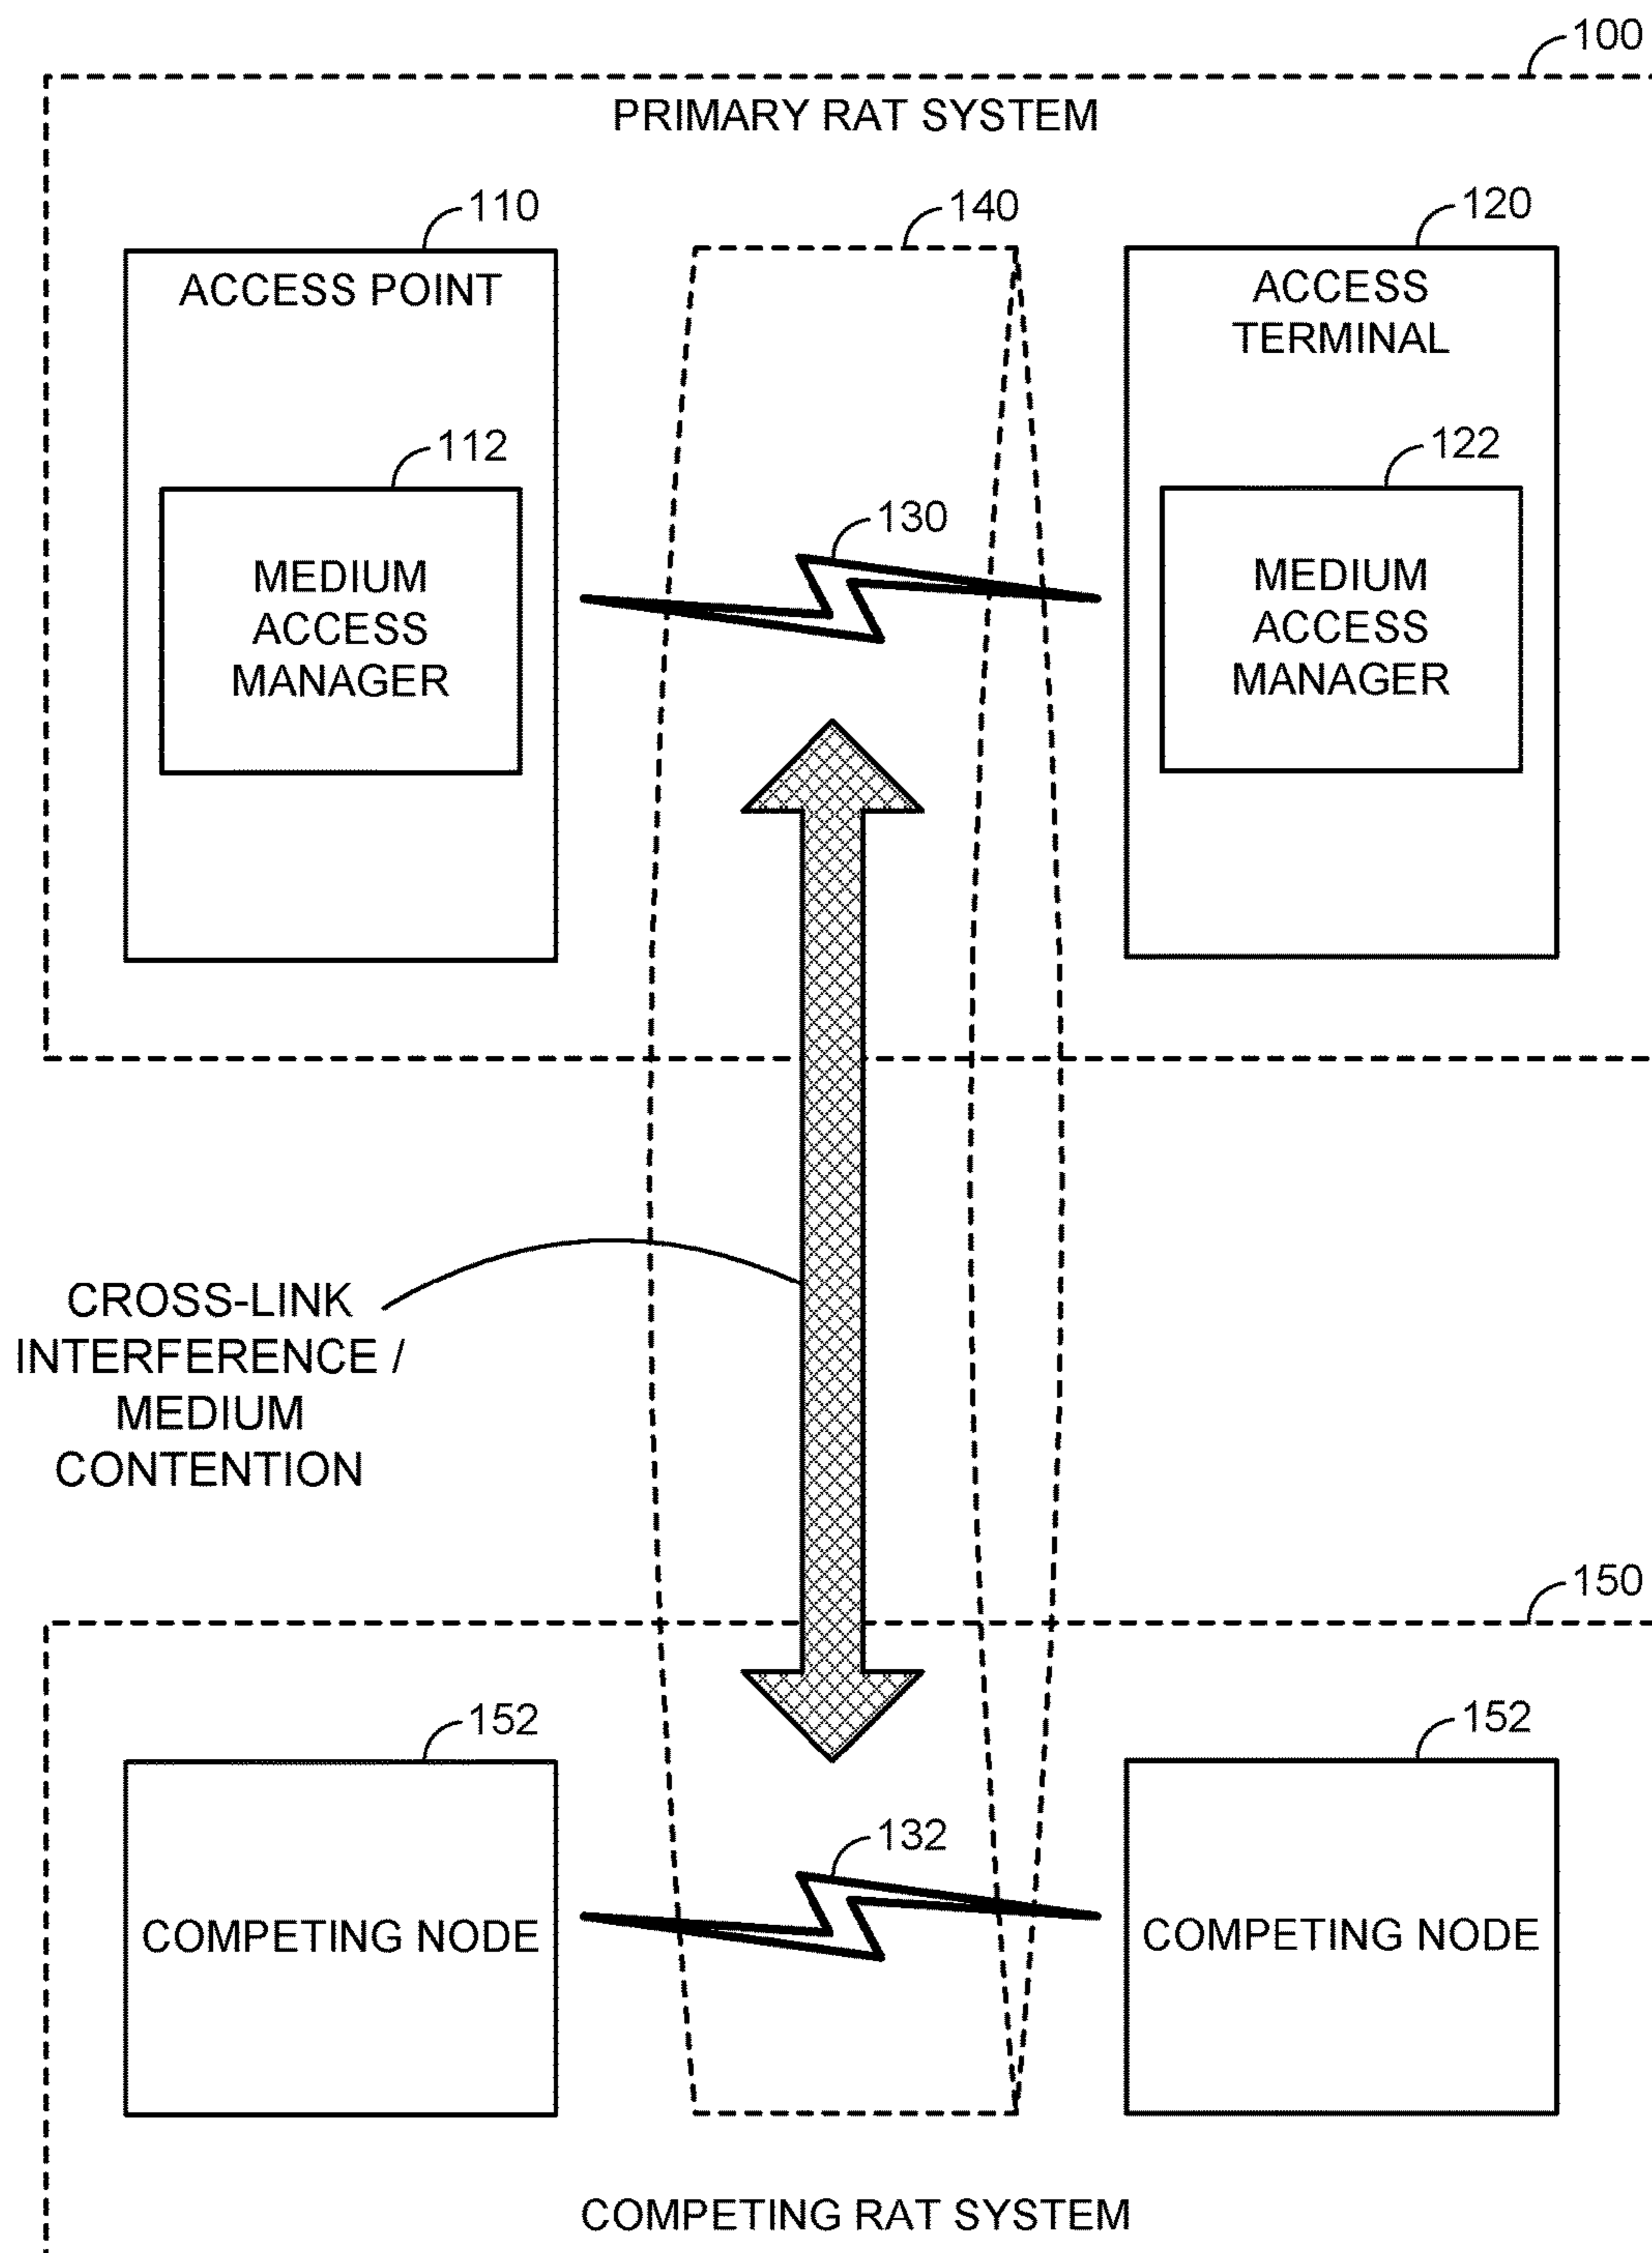 100
PRIMARY RAT SYSTEM
110
140
120
ACCESS POINT
ACCESS
TERMINAL
112
122
130
MEDIUM
ACCESS
MANAGER
MEDIUM
ACCESS
MANAGER
CROSS-LINK
INTERFERENCE /
MEDIUM
CONTENTION
150
152
152
132
COMPETING NODE
COMPETING NODE
COMPETING RAT SYSTEM